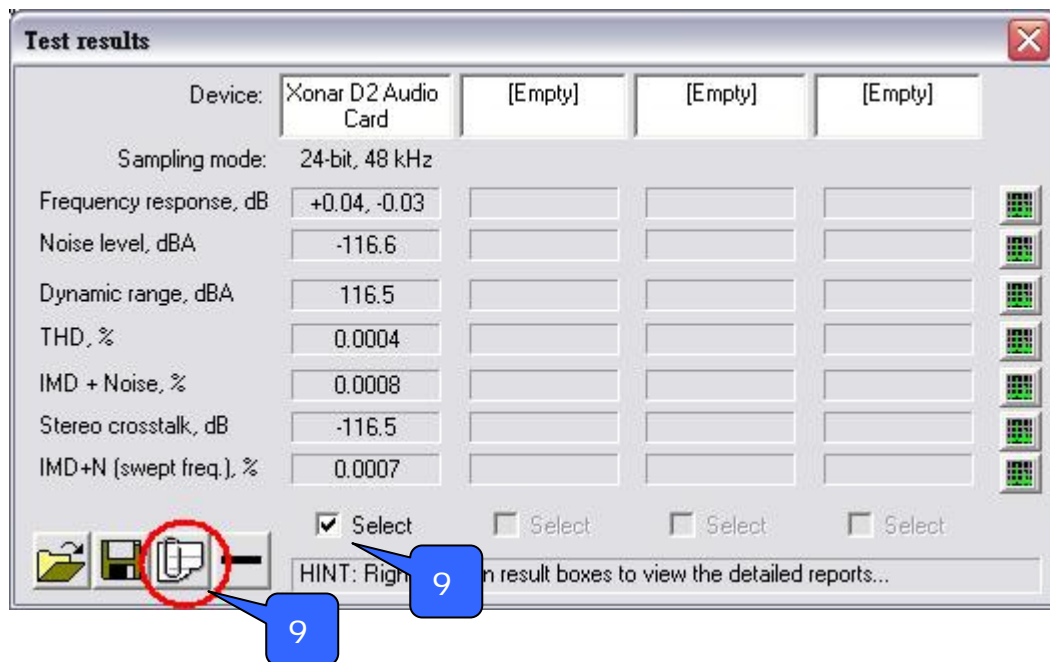 Test results
Device: Xonar D2 Audio Card [Empty] [Empty] [Empty]
Sampling mode: 24-bit, 48 kHz
Frequency response, dB +0.04, -0.03
Noise level, dBA -116.6
Dynamic range, dBA 116.5
THD, % 0.0004
IMD + Noise, % 0.0008
Stereo crosstalk, dB -116.5
IMD+N (swept freq.), % 0.0007
Select Select Select Select
HINT: Righ n result boxes to view the detailed reports...
9
9